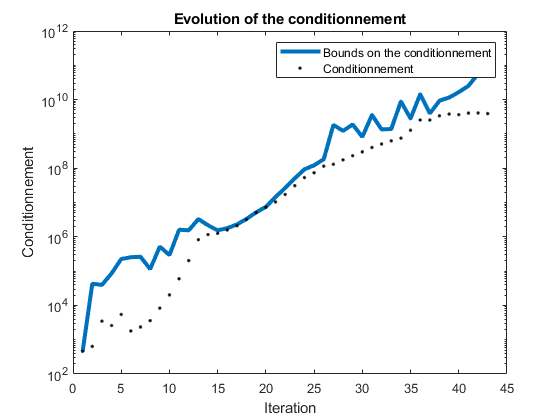 Evolution of the conditionnement
10^12
10^10
10^8
10^6
10^4
10^2
Conditionnement
Bounds on the conditionnement
Conditionnement
0 5 10 15 20 25 30 35 40 45
Iteration